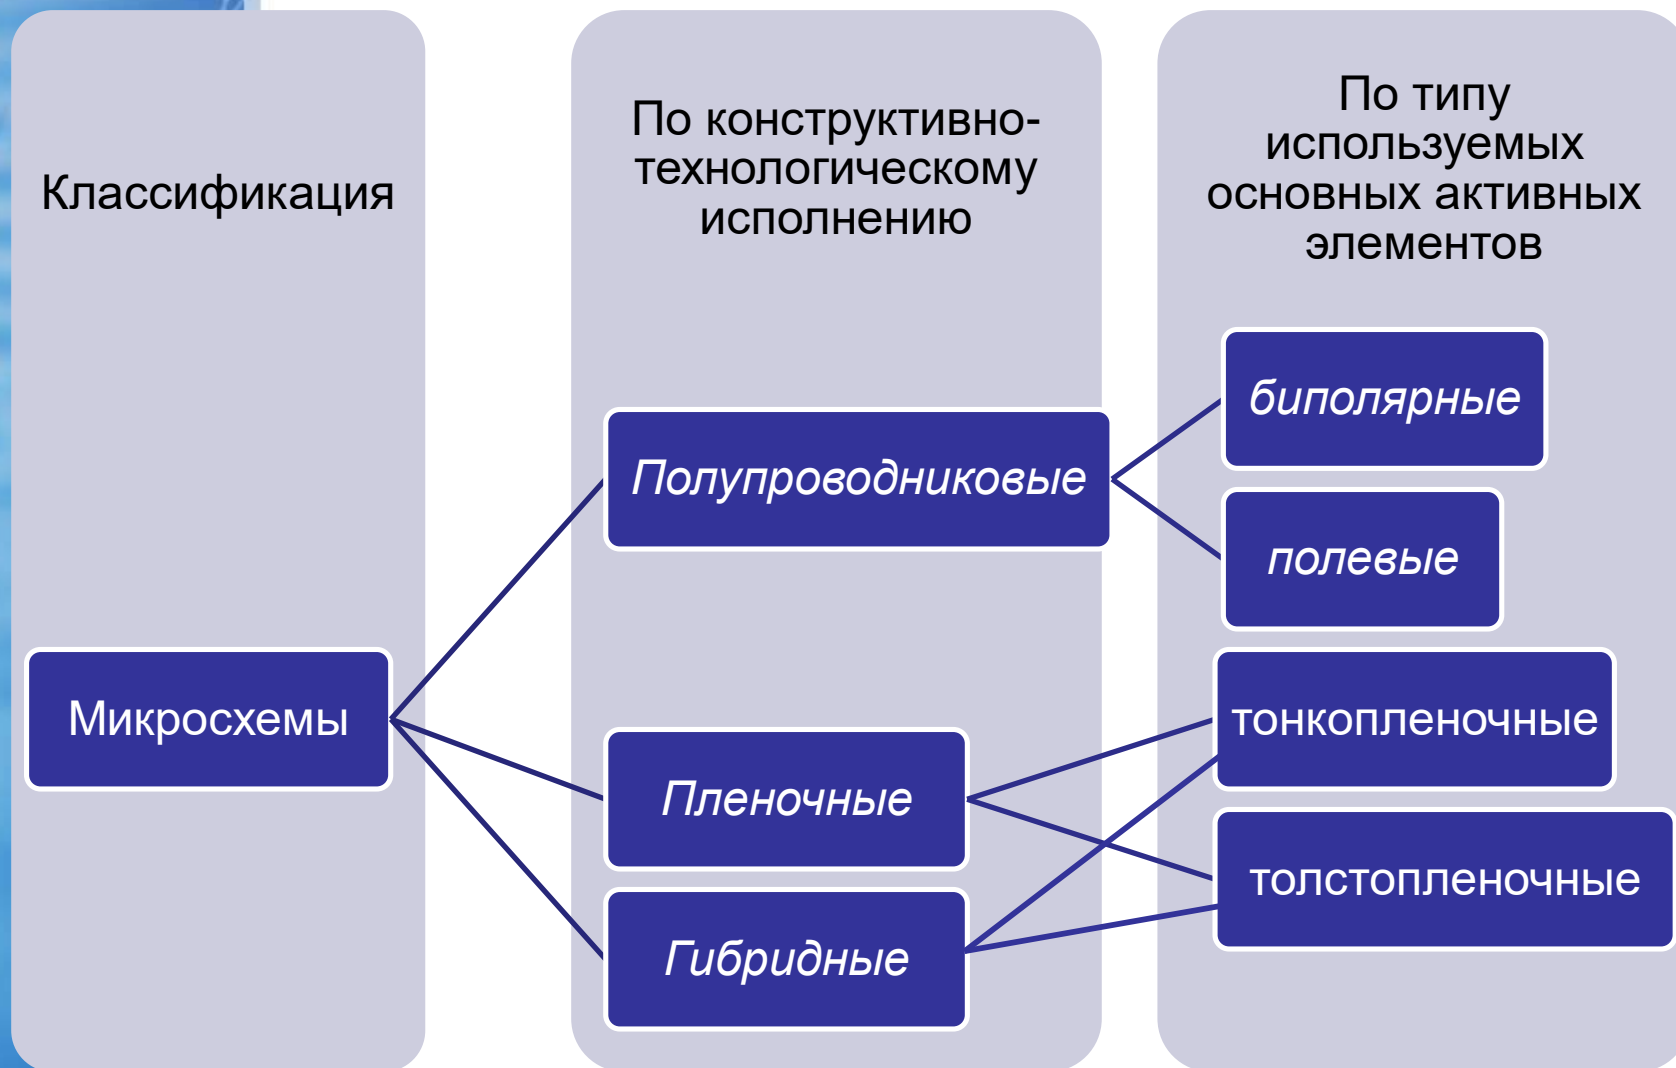 Классификация
По конструктивно-
технологическому
исполнению
По типу
используемых
основных активных
элементов
Микросхемы
Полупроводниковые
Пленочные
Гибридные
биполярные
полевые
тонкопленочные
толстопленочные